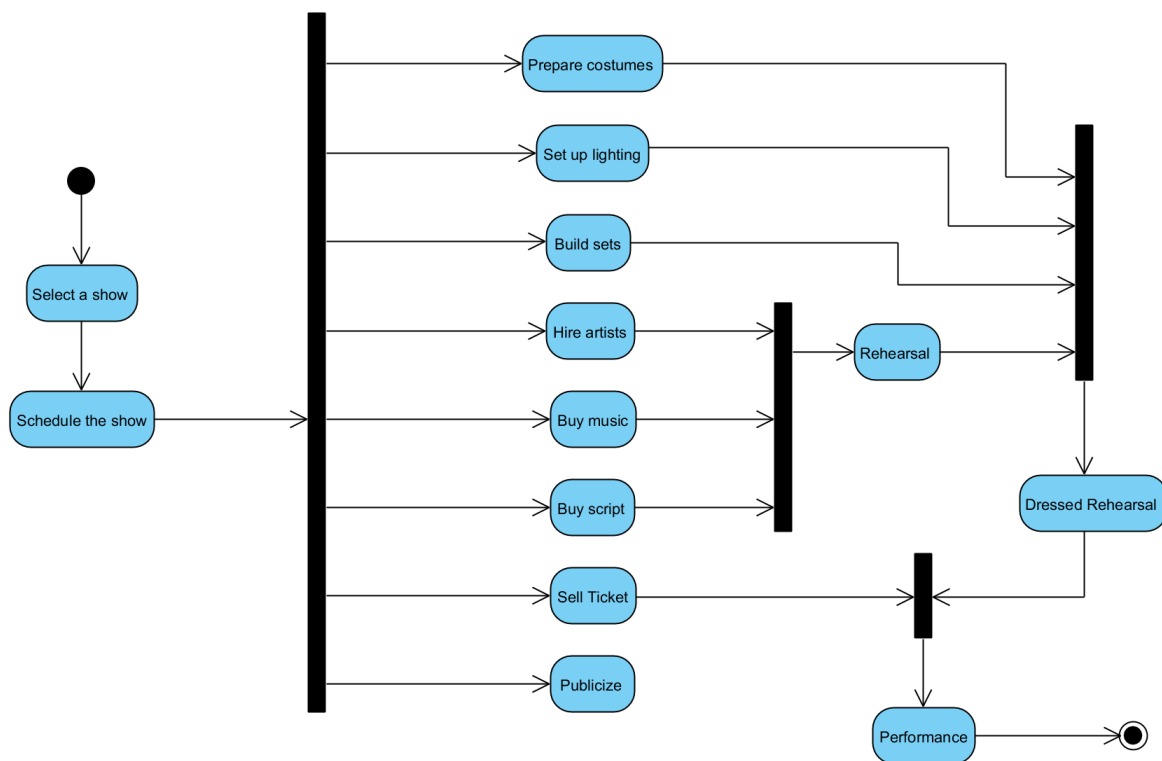 Prepare costumes
Set up lighting
Build sets
Select a show
Hire artists
Rehearsal
Schedule the show
Buy music
Buy script
Dressed Rehearsal
Sell Ticket
Publicize
Performance